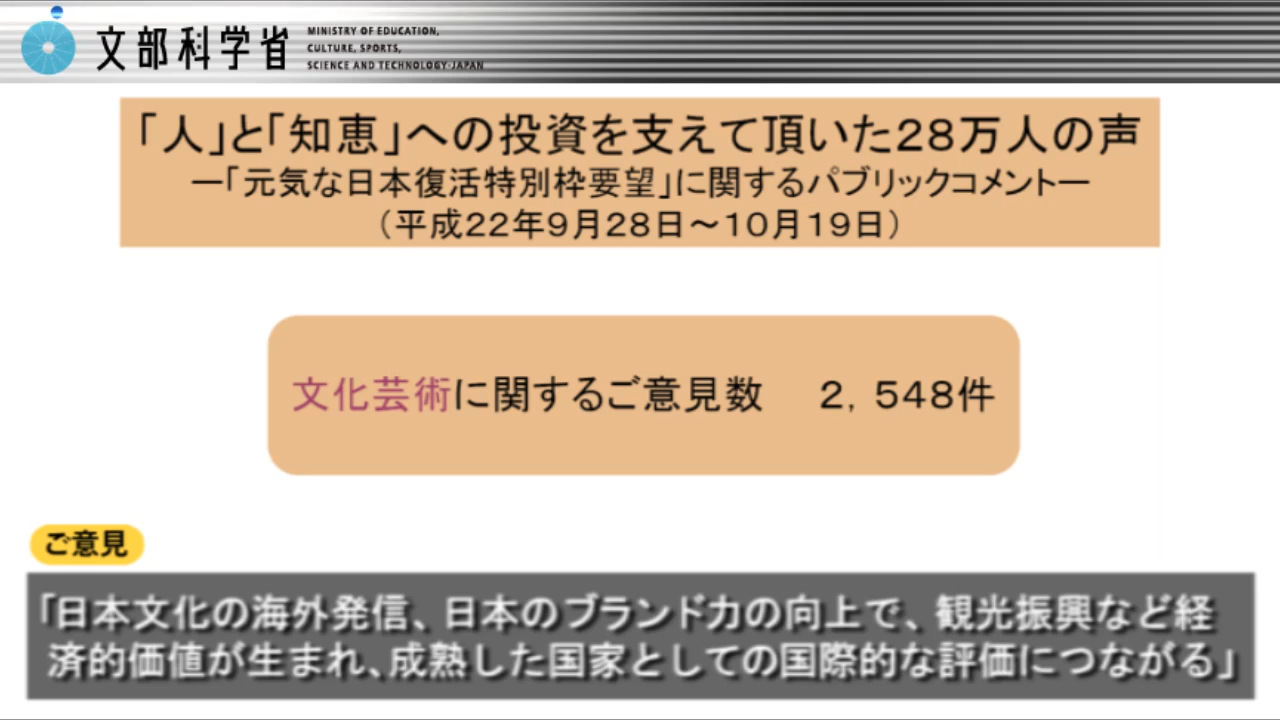 文部科学省
MINISTRY OF EDUCATION,
CULTURE, SPORTS,
SCIENCE AND TECHNOLOGY-JAPAN
「人」と「知恵」への投資を支えて頂いた28万人の声
ー「元気な日本復活特別枠要望」に関するパブリックコメントー
(平成22年9月28日~10月19日)
文化芸術に関するご意見数 2,548件
ご意見
「日本文化の海外発信、日本のブランド力の向上で、観光振興など経
済的価値が生まれ、成熟した国家としての国際的な評価につながる」